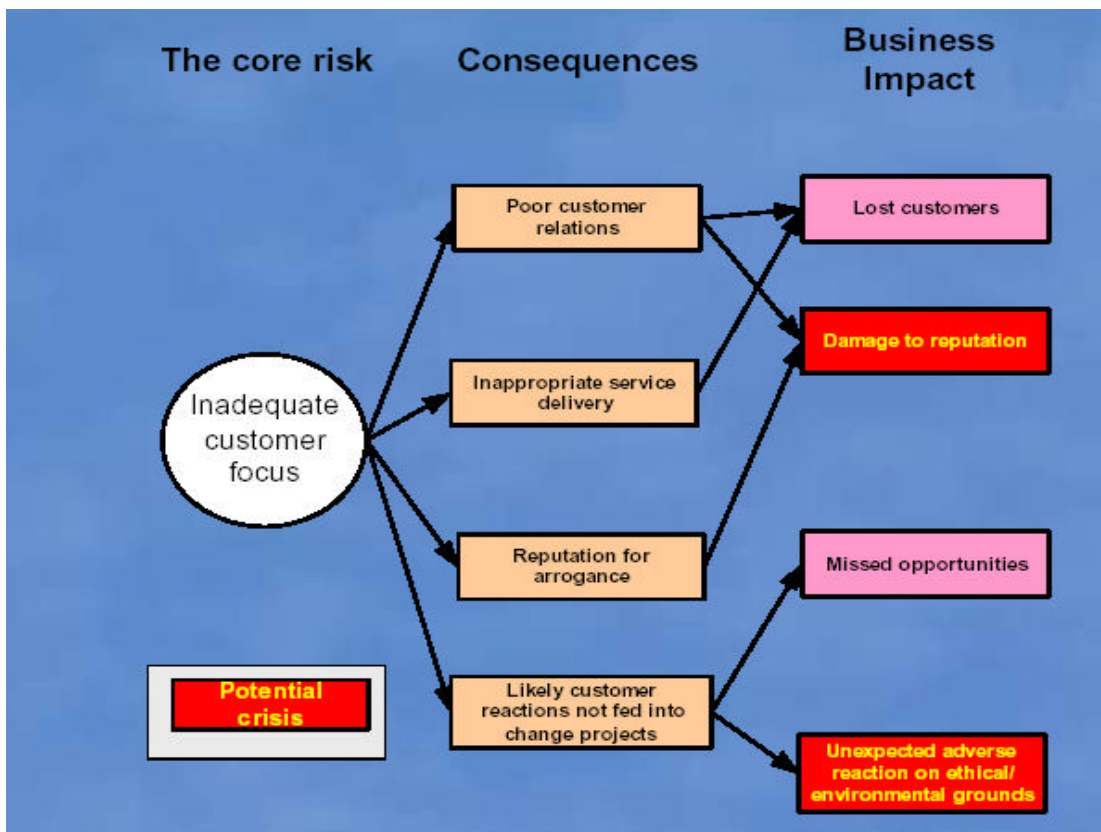 The core risk
Consequences
Business
Impact
Poor customer
relations
Lost customers
Damage to reputation
Inadequate
customer
focus
Inappropriate service
delivery
Reputation for
arrogance
Missed opportunities
Potential
crisis
Likely customer
reactions not fed into
change projects
Unexpected adverse
reaction on ethical/
environmental grounds